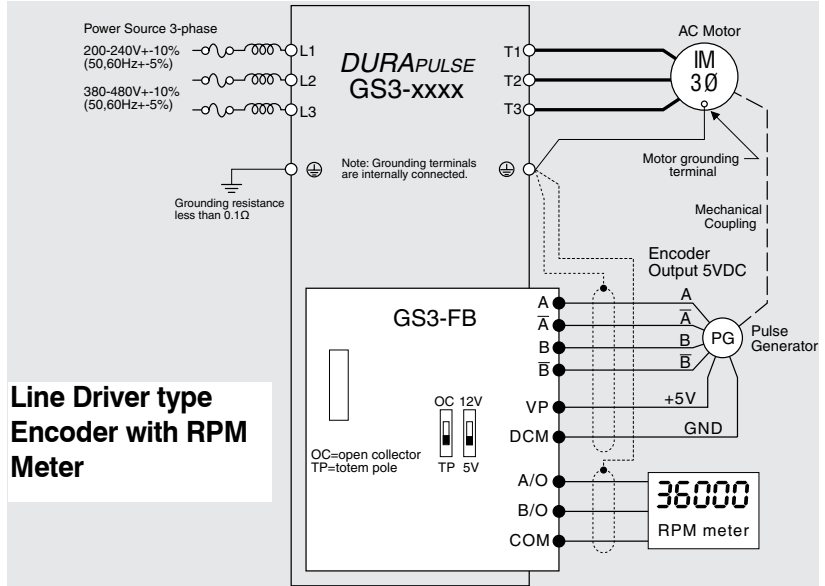 Power Source 3-phase
200-240V+-10%
(50,60Hz+-5%)
380-480V+-10%
(50,60Hz+-5%)
L1
L2
L3
DURAPULSE
GS3-xxxx
T1
T2
T3
AC Motor
IM
3Ø
Note: Grounding terminals
are internally connected.
Grounding resistance
less than 0.1Ω
Motor grounding
terminal
Mechanical
Coupling
Encoder
Output 5VDC
GS3-FB
A
A̅
B
B̅
VP
DCM
A
A̅
B
B̅
+5V
GND
PG
Pulse
Generator
Line Driver type
Encoder with RPM
Meter
OC 12V
TP 5V
OC=open collector
TP=totem pole
A/O
B/O
COM
36000
RPM meter